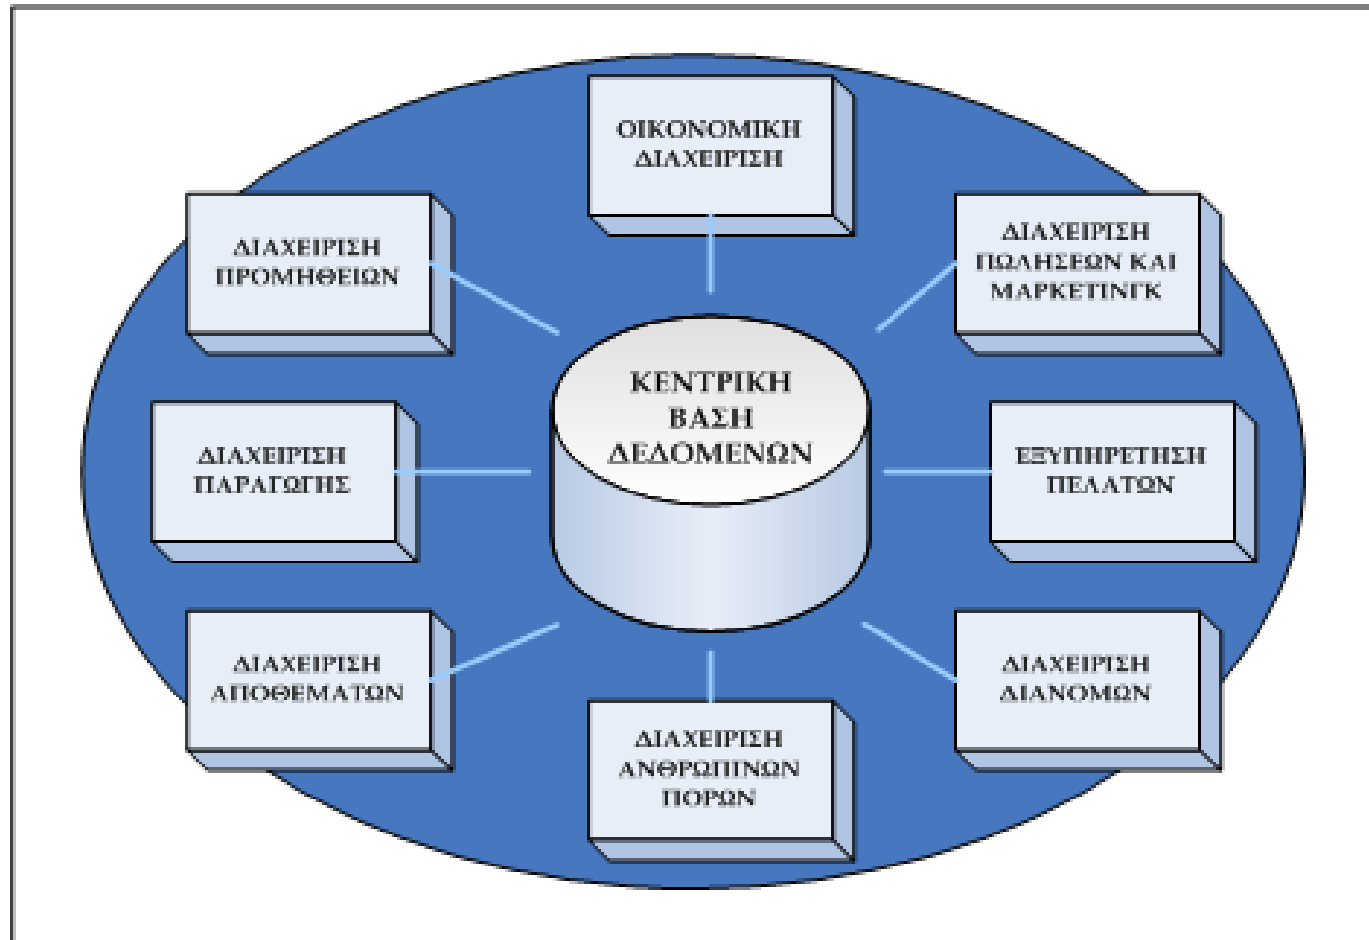 ΟΙΚΟΝΟΜΙΚΗ
ΔΙΑΧΕΙΡΙΣΗ
ΔΙΑΧΕΙΡΙΣΗ
ΠΡΟΜΗΘΕΙΩΝ
ΔΙΑΧΕΙΡΙΣΗ
ΠΩΛΗΣΕΩΝ ΚΑΙ
ΜΑΡΚΕΤΙΝΓΚ
ΚΕΝΤΡΙΚΗ
ΒΑΣΗ
ΔΕΔΟΜΕΝΩΝ
ΔΙΑΧΕΙΡΙΣΗ
ΠΑΡΑΓΩΓΗΣ
ΕΞΥΠΗΡΕΤΗΣΗ
ΠΕΛΑΤΩΝ
ΔΙΑΧΕΙΡΙΣΗ
ΑΠΟΘΕΜΑΤΩΝ
ΔΙΑΧΕΙΡΙΣΗ
ΔΙΑΝΟΜΩΝ
ΔΙΑΧΕΙΡΙΣΗ
ΑΝΘΡΩΠΙΝΩΝ
ΠΟΡΩΝ